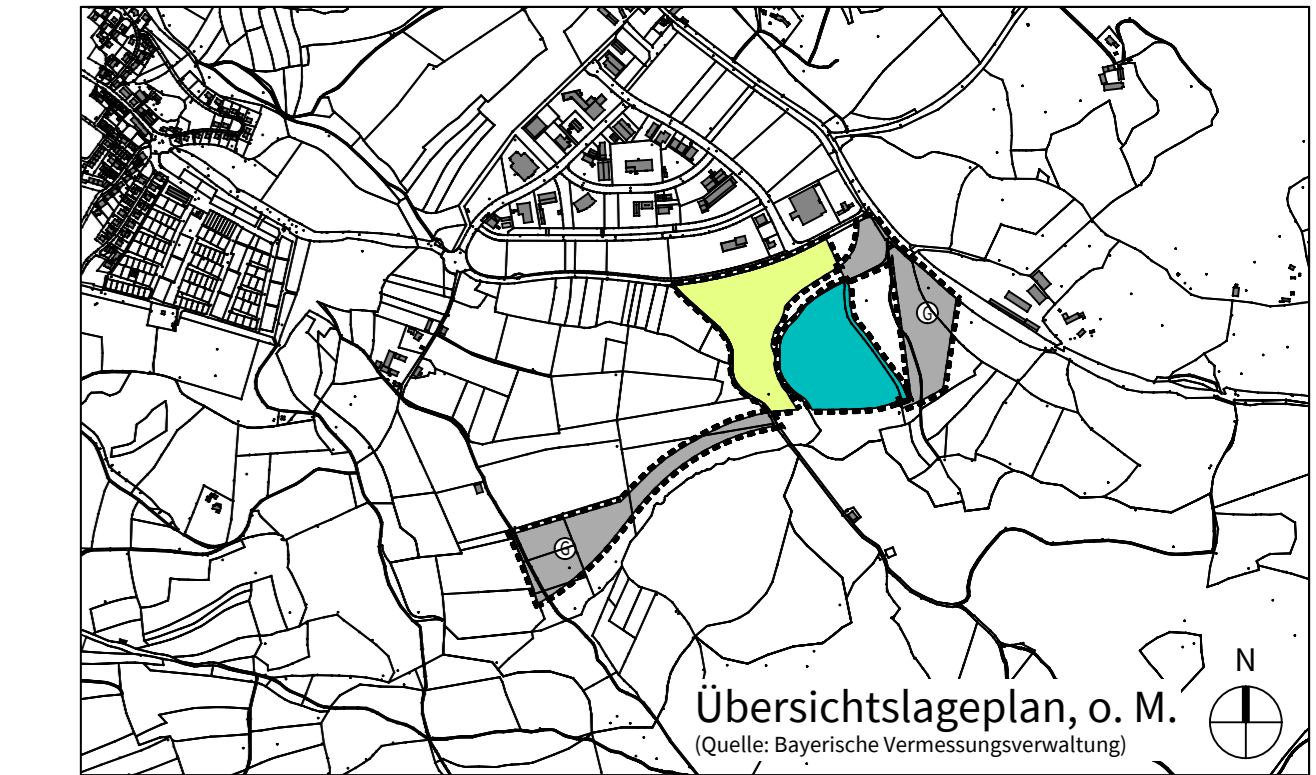 G
G
N
Übersichtslageplan, o. M.
(Quelle: Bayerische Vermessungsverwaltung)